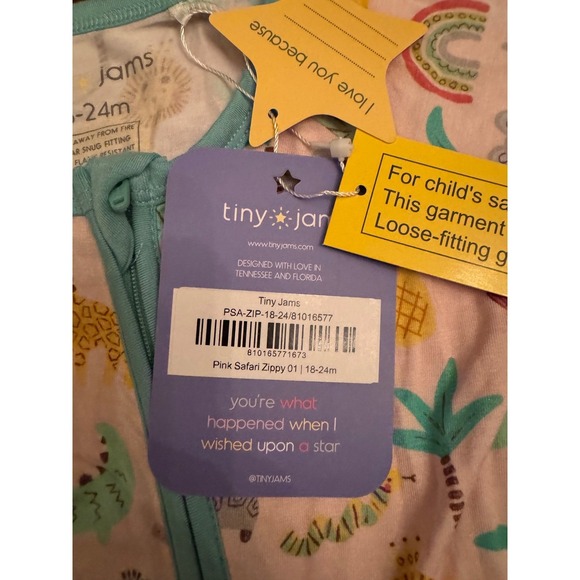 I love you because
jams
-24m
AWAY FROM FIRE
SNUG FITTING
FLAME RESISTANT
For child's sa
This garment
Loose-fitting g
tiny jam
www.tinyjams.com
DESIGNED WITH LOVE IN
TENNESSEE AND FLORIDA
Tiny Jams
PSA-ZIP-18-24/81016577
810165771673
Pink Safari Zippy 01 | 18-24m
you're what
happened when I
wished upon a star
@TINYJAMS